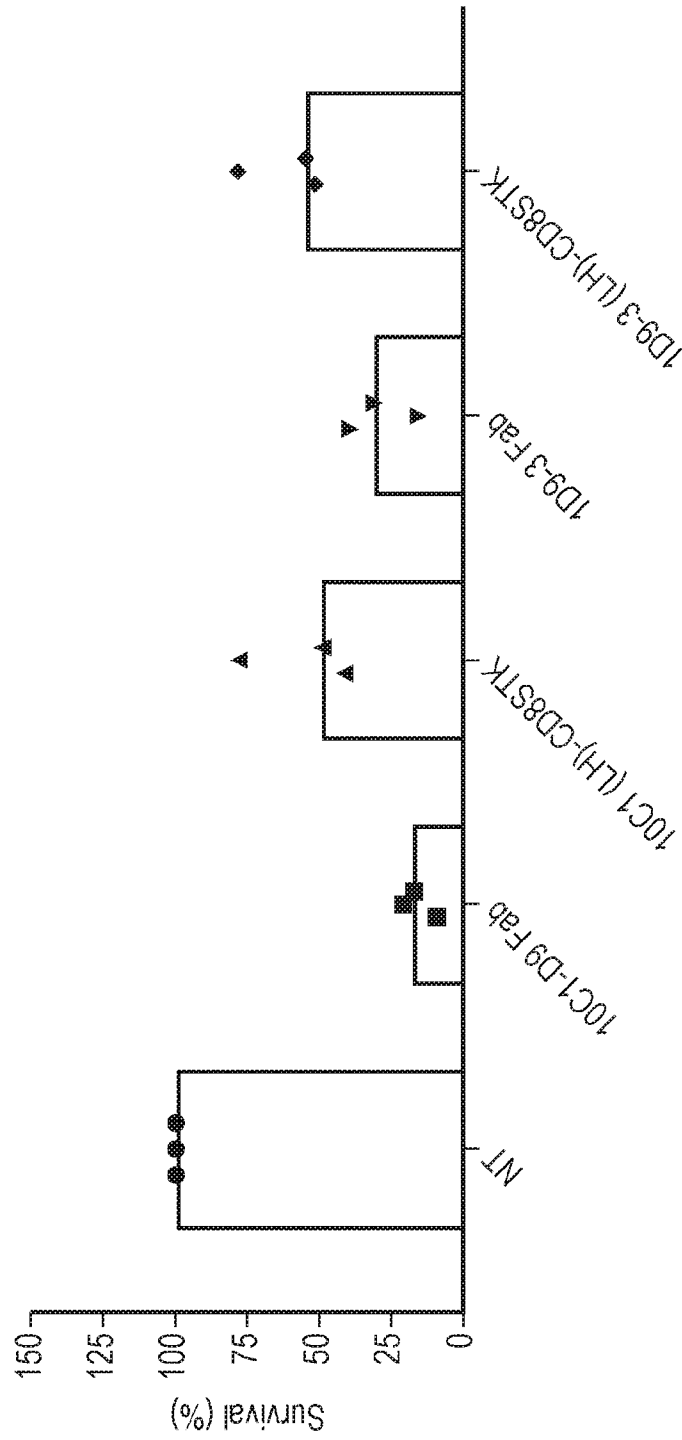 Survival (%)
150
125
100
75
50
25
0
NT
10C1-D9 Fab
10C1 (LH)-CD8STK
1D9-3 Fab
1D9-3 (LH)-CD8STK